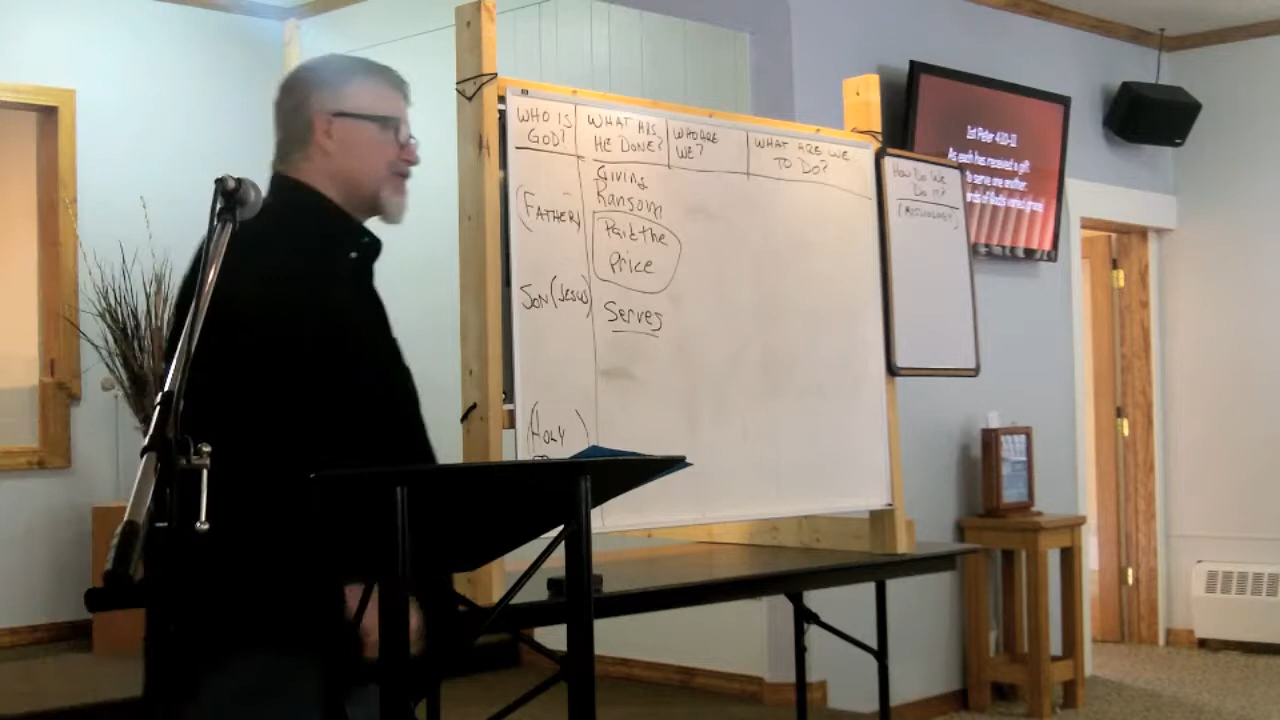 WHO IS
GOD?
WHAT HAS
HE DONE?
WHO ARE
WE?
WHAT ARE WE
TO DO?
(FATHER)
SON (JESUS)
(HOLY )
Giving
Ransom
Paid the
Price
Serves
How Do We
Do it?
(MISSIOLOGY)
1st Peter 4:10-11
As each has received a gift
to serve one another.
of God's varied grace